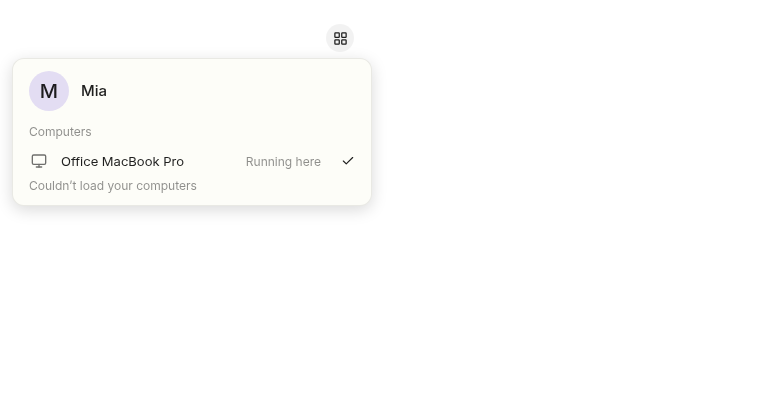 M
Mia
Computers
Office MacBook Pro Running here
Couldn’t load your computers